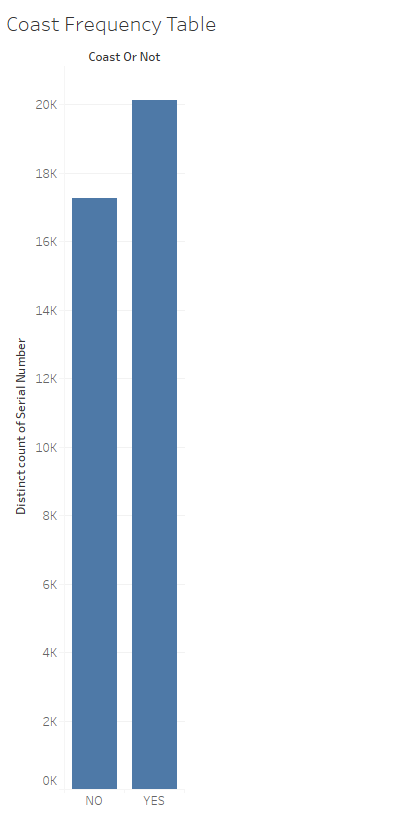 Coast Frequency Table
Coast Or Not
20K
18K
16K
14K
12K
10K
8K
6K
4K
2K
0K
Distinct count of Serial Number
NO
YES